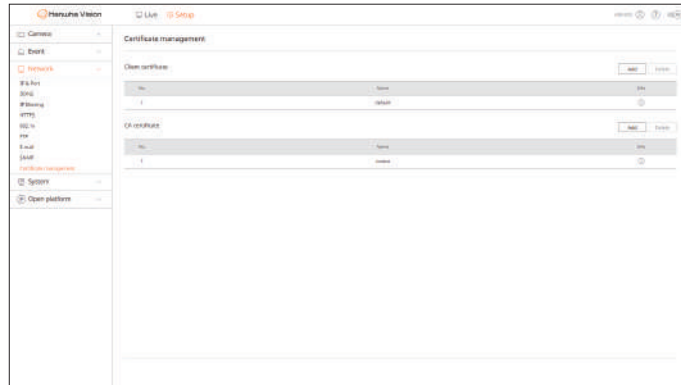 Hanwha Vision
Live
Setup
Camera
Event
Network
IP & Port
DDNS
IP filtering
HTTPS
802.1x
FTP
E-mail
SNMP
Certificate management
System
Open platform
Certificate management
Client certificate
Add
Delete
No.
Name
Info
1
default
CA certificate
Add
Delete
No.
Name
Info
1